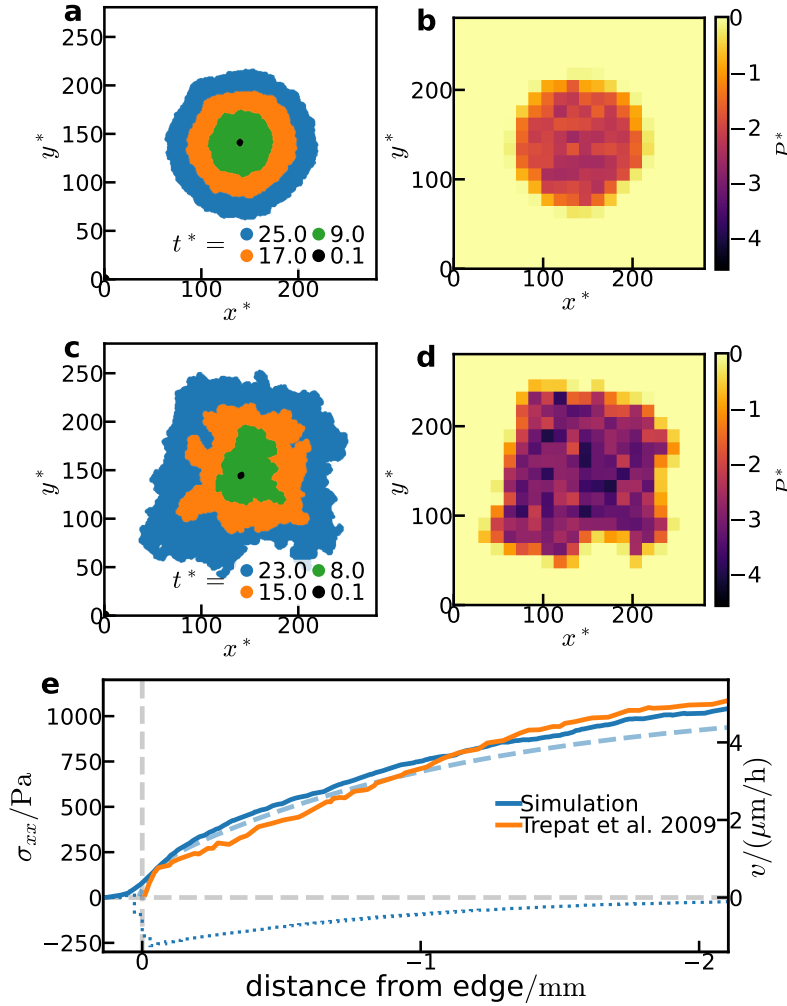 a
250
200
150
100
50
0
y*
t* = 25.0 9.0
17.0 0.1
100 200
x*
b
200
100
0
y*
100 200
x*
0
−1
−2
−3
−4
c
250
200
150
100
50
0
y*
t* = 23.0 8.0
15.0 0.1
100 200
x*
d
200
100
0
y*
100 200
x*
0
−1
−2
−3
−4
e
1000
750
500
250
0
−250
σxx/Pa
Simulation
Trepat et al. 2009
4
2
0
v/(μm/h)
0 −1 −2
distance from edge/mm